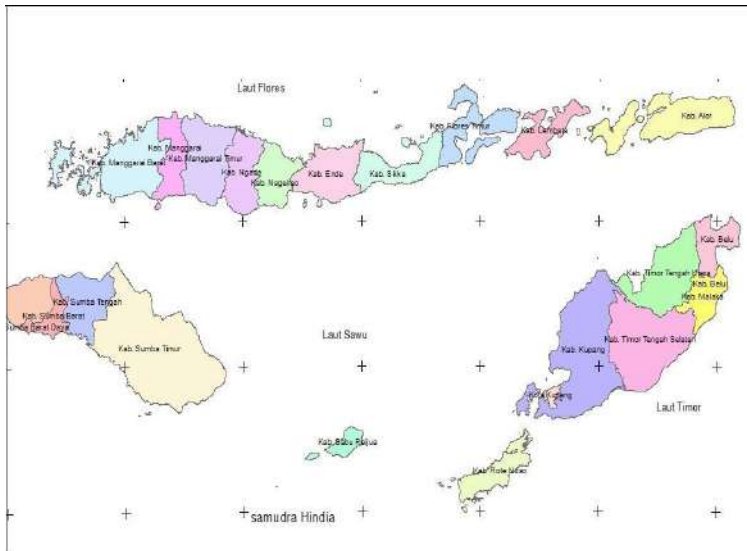 Laut Flores
Kab. Flores Timur
Kab. Lembata
Kab. Alor
Kab. Manggarai
Kab. Manggarai Barat
Kab. Manggarai Timur
Kab. Ngada
Kab. Nagekeo
Kab. Ende
Kab. Sikka
Kab. Belu
Kab. Timor Tengah Utara
Kab. Belu
Kab. Malaka
Kab. Sumba Tengah
Kab. Sumba Barat
Sumba Barat Daya
Kab. Sumba Timur
Laut Sawu
Kab. Kupang
Kab. Timor Tengah Selatan
Kota Kupang
Laut Timor
Kab. Sabu Raijua
Kab. Rote Ndao
samudra Hindia